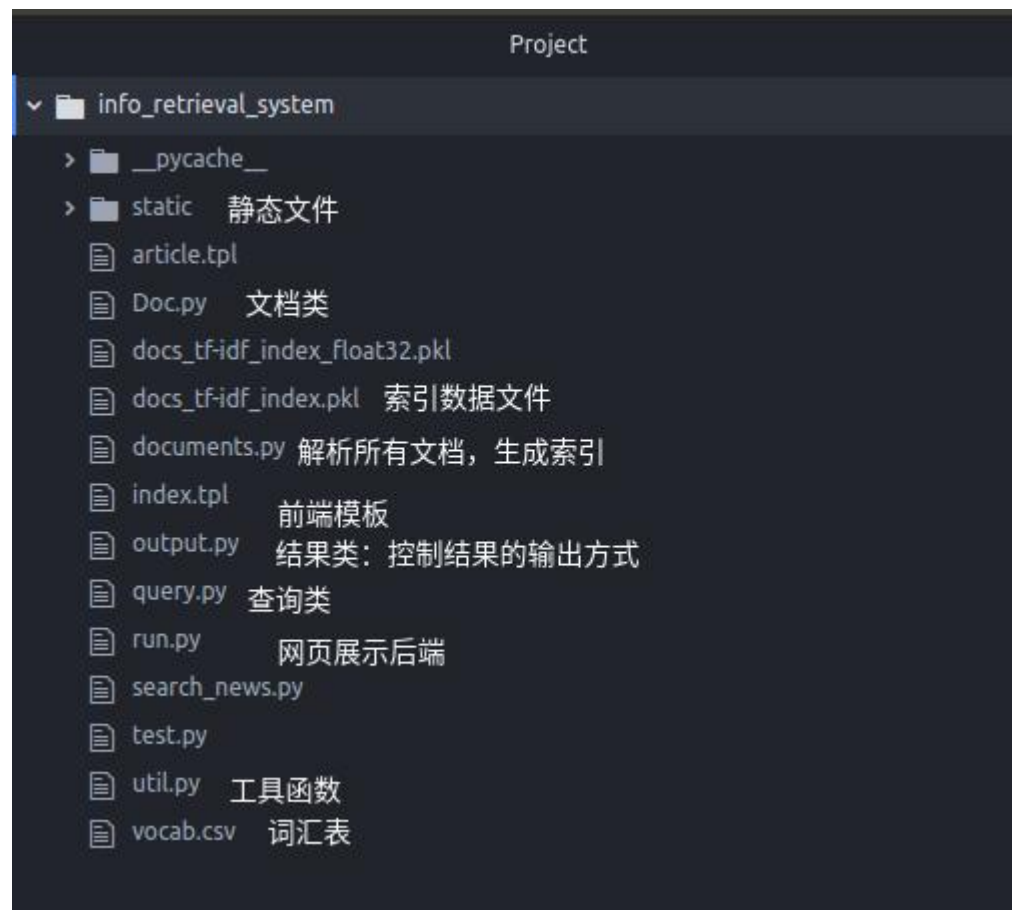 Project
info_retrieval_system
__pycache__
static 静态文件
article.tpl
Doc.py 文档类
docs_tf-idf_index_float32.pkl
docs_tf-idf_index.pkl 索引数据文件
documents.py 解析所有文档，生成索引
index.tpl 前端模板
output.py 结果类：控制结果的输出方式
query.py 查询类
run.py 网页展示后端
search_news.py
test.py
util.py 工具函数
vocab.csv 词汇表